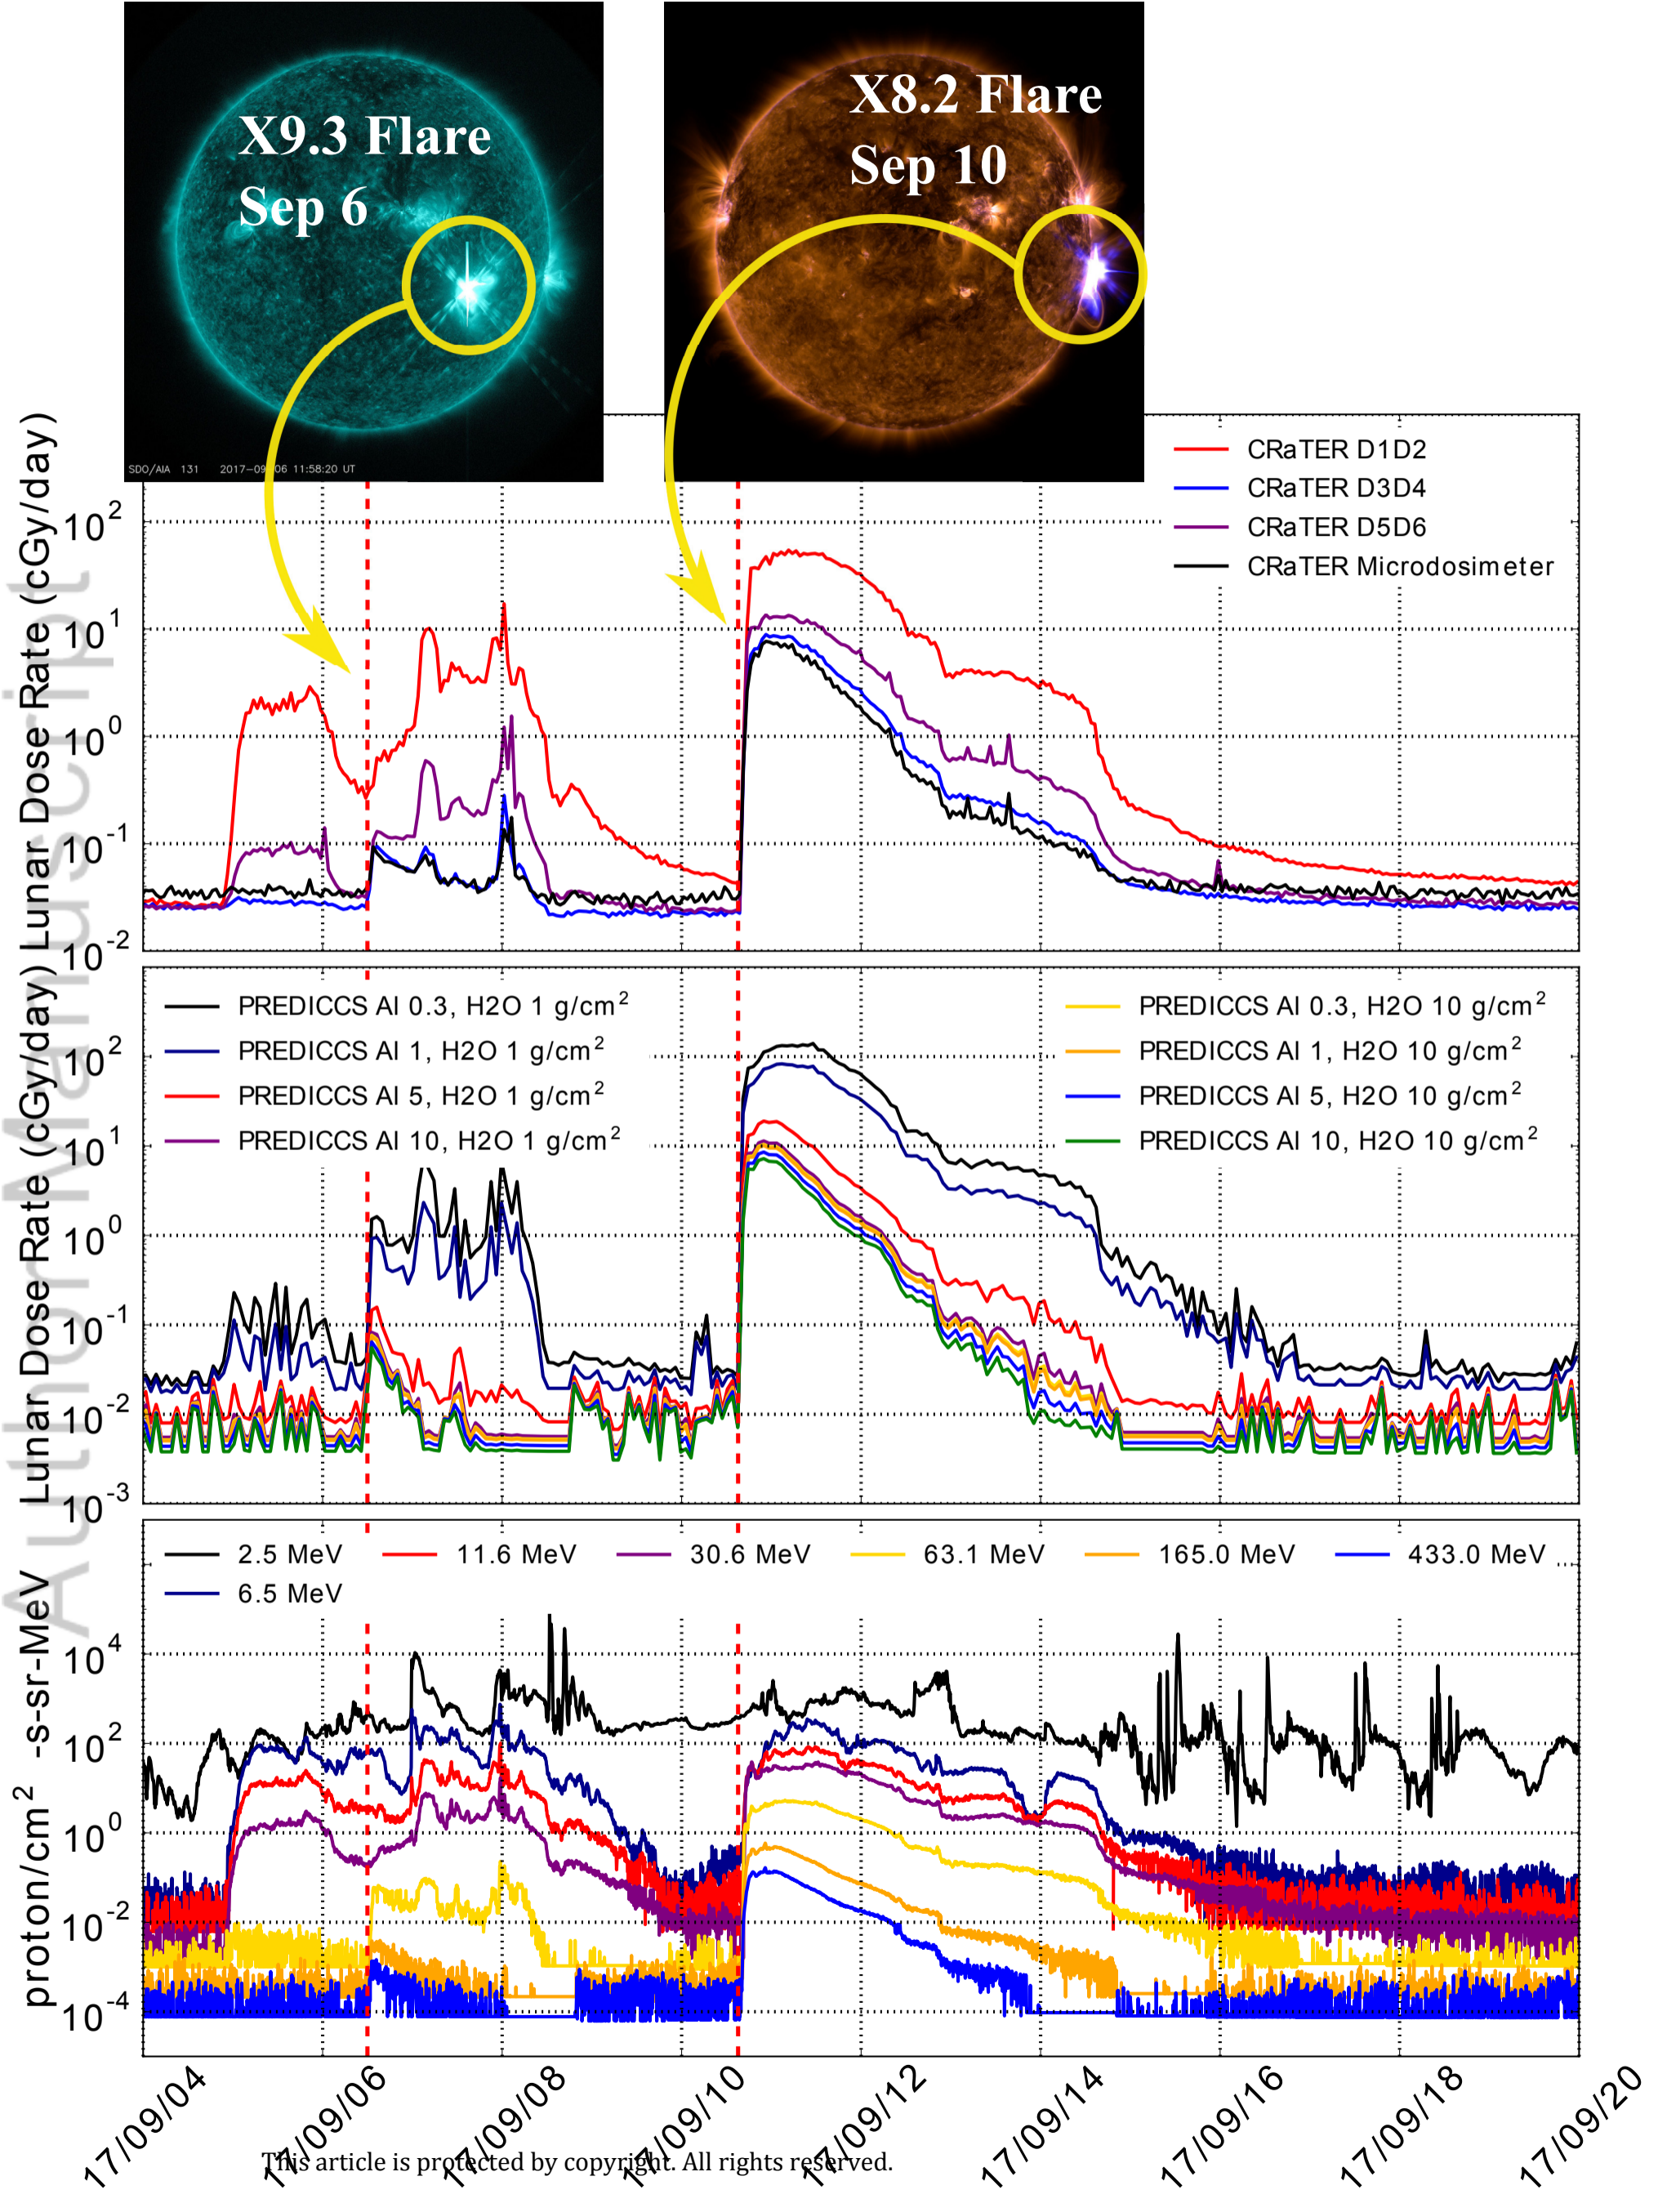 X9.3 Flare
Sep 6
SDO/AIA 131 2017-09-06 11:58:20 UT
X8.2 Flare
Sep 10
Author Manuscript
Lunar Dose Rate (cGy/day)
10^2
10^1
10^0
10^-1
10^-2
CRaTER D1D2
CRaTER D3D4
CRaTER D5D6
CRaTER Microdosimeter
Lunar Dose Rate (cGy/day)
10^2
10^1
10^0
10^-1
10^-2
10^-3
PREDICCS Al 0.3, H2O 1 g/cm^2
PREDICCS Al 1, H2O 1 g/cm^2
PREDICCS Al 5, H2O 1 g/cm^2
PREDICCS Al 10, H2O 1 g/cm^2
PREDICCS Al 0.3, H2O 10 g/cm^2
PREDICCS Al 1, H2O 10 g/cm^2
PREDICCS Al 5, H2O 10 g/cm^2
PREDICCS Al 10, H2O 10 g/cm^2
proton/cm^2 -s-sr-MeV
2.5 MeV 11.6 MeV 30.6 MeV 63.1 MeV 165.0 MeV 433.0 MeV
6.5 MeV
10^4
10^2
10^0
10^-2
10^-4
17/09/04 17/09/06 17/09/08 17/09/10 17/09/12 17/09/14 17/09/16 17/09/18 17/09/20
This article is protected by copyright. All rights reserved.